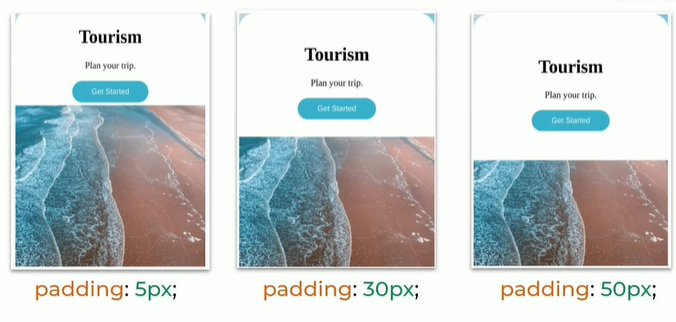 Tourism
Plan your trip.
Get Started
padding: 5px;
Tourism
Plan your trip.
Get Started
padding: 30px;
Tourism
Plan your trip.
Get Started
padding: 50px;